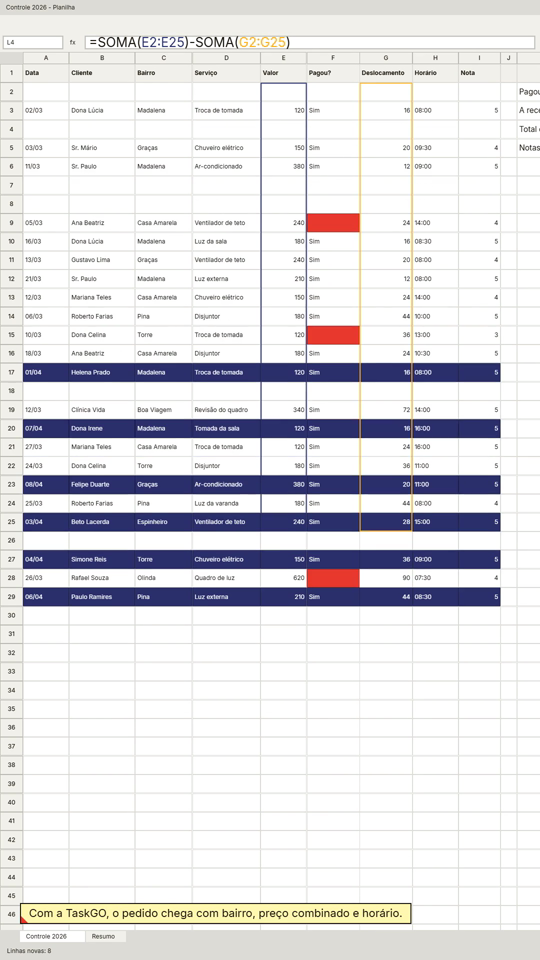 Controle 2026 - Planilha
L4 fx =SOMA(E2:E25)-SOMA(G2:G25)
A B C D E F G H I J
1 Data Cliente Bairro Serviço Valor Pagou? Deslocamento Horário Nota
2 Pagou
3 02/03 Dona Lúcia Madalena Troca de tomada 120 Sim 16 08:00 5 A rece
4 Total
5 03/03 Sr. Mário Graças Chuveiro elétrico 150 Sim 20 09:30 4 Notas
6 11/03 Sr. Paulo Madalena Ar-condicionado 380 Sim 12 09:00 5
7
8
9 05/03 Ana Beatriz Casa Amarela Ventilador de teto 240 24 14:00 4
10 16/03 Dona Lúcia Madalena Luz da sala 180 Sim 16 08:30 5
11 13/03 Gustavo Lima Graças Ventilador de teto 240 Sim 20 08:00 4
12 21/03 Sr. Paulo Madalena Luz externa 210 Sim 12 08:00 5
13 12/03 Mariana Teles Casa Amarela Chuveiro elétrico 150 Sim 24 14:00 4
14 06/03 Roberto Farias Pina Disjuntor 180 Sim 44 10:00 5
15 10/03 Dona Celina Torre Troca de tomada 120 36 13:00 3
16 18/03 Ana Beatriz Casa Amarela Disjuntor 180 Sim 24 10:30 5
17 01/04 Helena Prado Madalena Troca de tomada 120 Sim 16 08:00 5
18
19 12/03 Clínica Vida Boa Viagem Revisão do quadro 340 Sim 72 14:00 5
20 07/04 Dona Irene Madalena Tomada da sala 120 Sim 16 16:00 5
21 27/03 Mariana Teles Casa Amarela Troca de tomada 120 Sim 24 16:00 5
22 24/03 Dona Celina Torre Disjuntor 180 Sim 36 11:00 5
23 08/04 Felipe Duarte Graças Ar-condicionado 380 Sim 20 11:00 5
24 25/03 Roberto Farias Pina Luz da varanda 180 Sim 44 08:00 4
25 03/04 Beto Lacerda Espinheiro Ventilador de teto 240 Sim 28 15:00 5
26
27 04/04 Simone Reis Torre Chuveiro elétrico 150 Sim 36 09:00 5
28 26/03 Rafael Souza Olinda Quadro de luz 620 90 07:30 4
29 06/04 Paulo Ramires Pina Luz externa 210 Sim 44 08:30 5
30
31
32
33
34
35
36
37
38
39
40
41
42
43
44
45
46 Com a TaskGO, o pedido chega com bairro, preço combinado e horário.
Controle 2026 Resumo
Linhas novas: 8